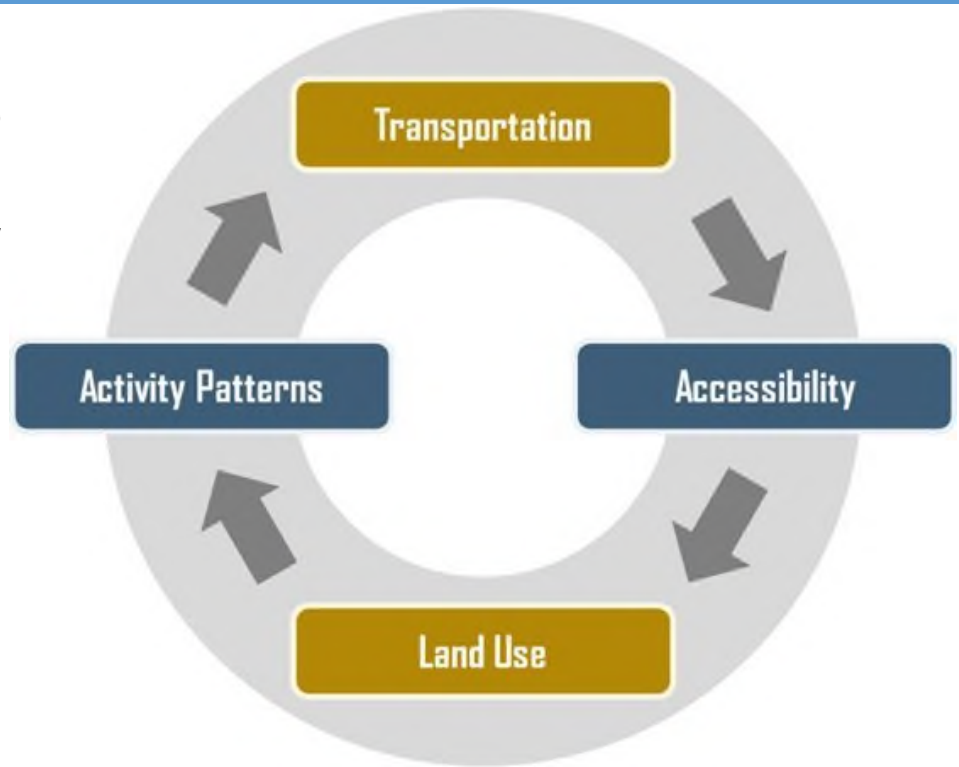 Transportation
Activity Patterns
Accessibility
Land Use